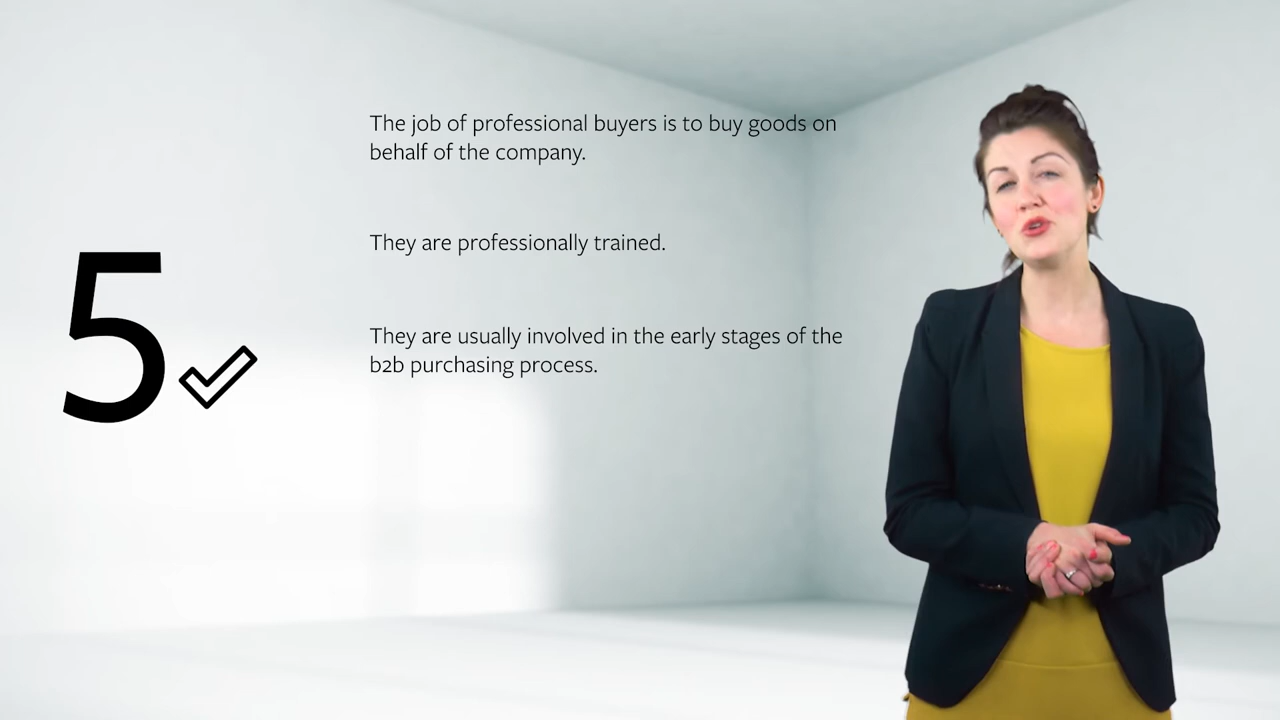 5
The job of professional buyers is to buy goods on
behalf of the company.
They are professionally trained.
They are usually involved in the early stages of the
b2b purchasing process.